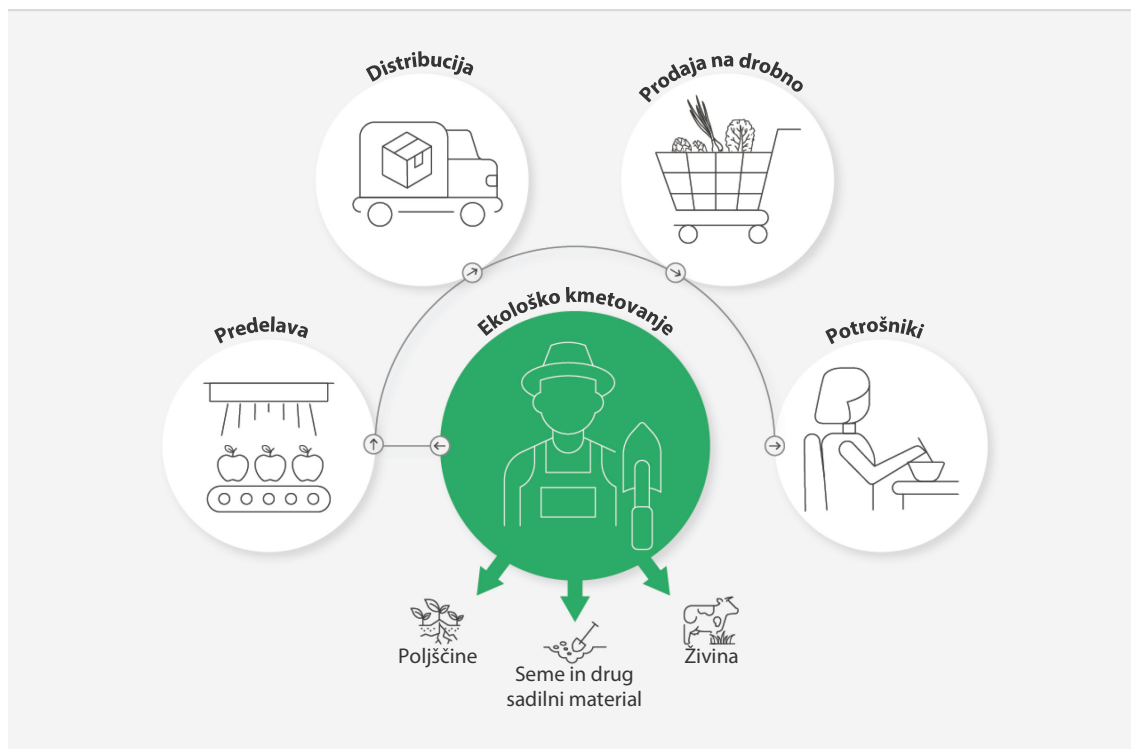 Distribucija
Prodaja na drobno
Predelava
Ekološko kmetovanje
Potrošniki
Poljščine
Seme in drug
sadilni material
Živina